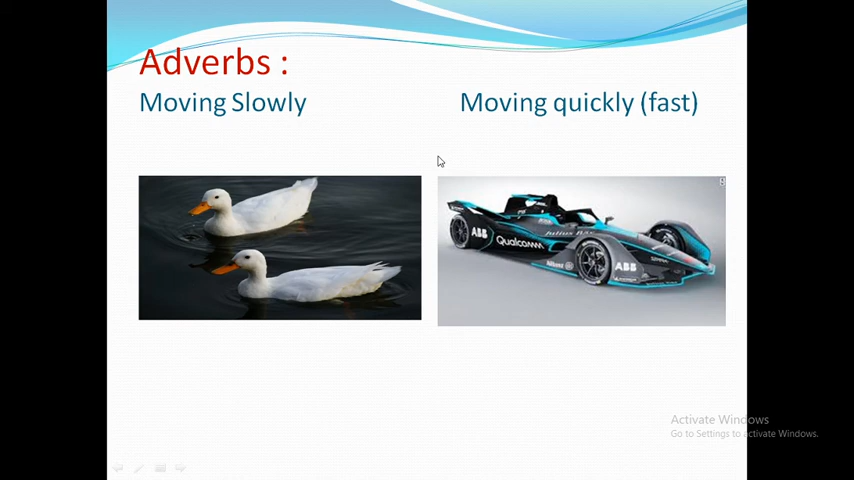 Adverbs :
Moving Slowly
Moving quickly (fast)
ABB
Qualcomm
ABB
Activate Windows
Go to Settings to activate Windows.